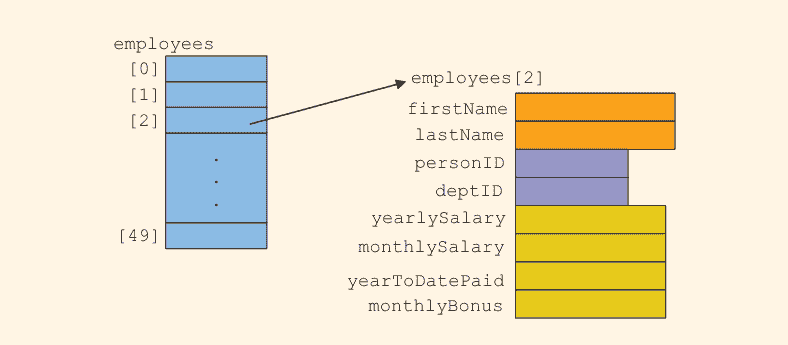 employees
[0]
[1]
[2]
.
.
.
[49]
employees[2]
firstName
lastName
personID
deptID
yearlySalary
monthlySalary
yearToDatePaid
monthlyBonus